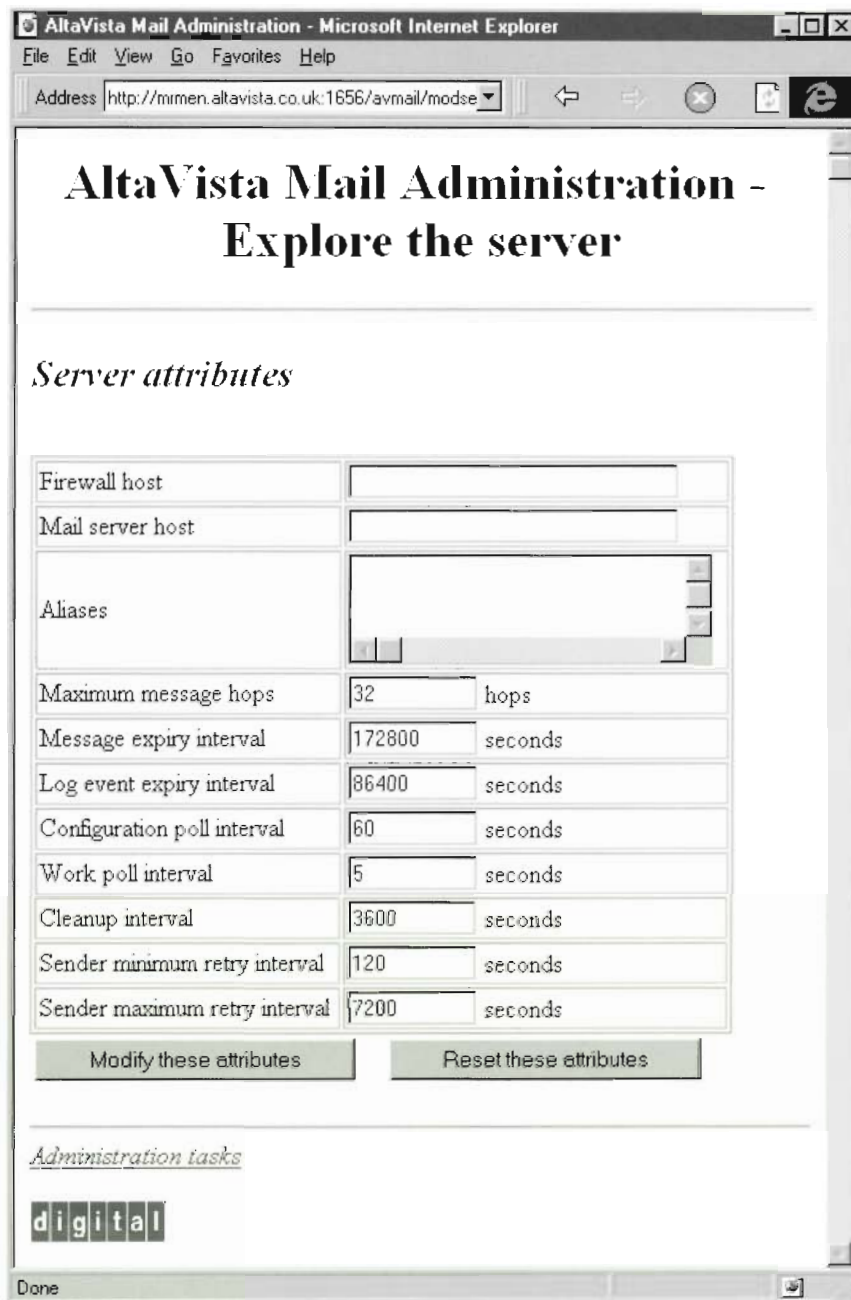 AltaVista Mail Administration - Microsoft Internet Explorer
File Edit View Go Favorites Help
Address http://mrmen.altavista.co.uk:1656/avmail/modse
AltaVista Mail Administration -
Explore the server
Server attributes
Firewall host
Mail server host
Aliases
Maximum message hops 32 hops
Message expiry interval 172800 seconds
Log event expiry interval 86400 seconds
Configuration poll interval 60 seconds
Work poll interval 5 seconds
Cleanup interval 3600 seconds
Sender minimum retry interval 120 seconds
Sender maximum retry interval 7200 seconds
Modify these attributes Reset these attributes
Administration tasks
digital
Done